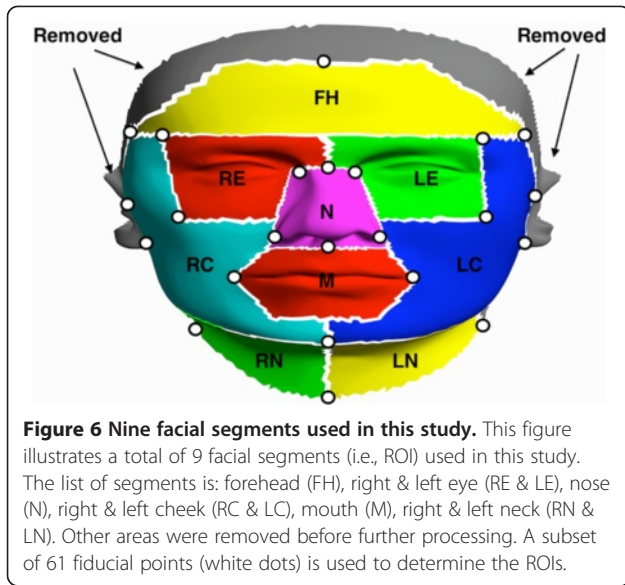 Removed Removed
FH
RE LE
N
RC LC
M
RN LN
Figure 6 Nine facial segments used in this study. This figure
illustrates a total of 9 facial segments (i.e., ROI) used in this study.
The list of segments is: forehead (FH), right & left eye (RE & LE), nose
(N), right & left cheek (RC & LC), mouth (M), right & left neck (RN &
LN). Other areas were removed before further processing. A subset
of 61 fiducial points (white dots) is used to determine the ROIs.